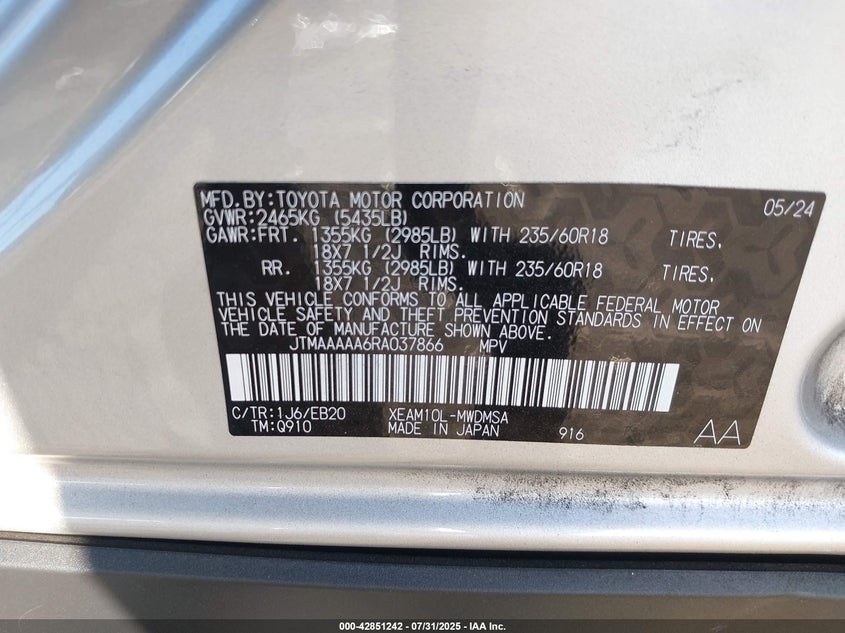 MFD.BY:TOYOTA MOTOR CORPORATION 05/24
GVWR:2465KG (5435LB)
GAWR:FRT. 1355KG (2985LB) WITH 235/60R18 TIRES,
18X7 1/2J RIMS.
RR. 1355KG (2985LB) WITH 235/60R18 TIRES,
18X7 1/2J RIMS.
THIS VEHICLE CONFORMS TO ALL APPLICABLE FEDERAL MOTOR
VEHICLE SAFETY AND THEFT PREVENTION STANDARDS IN EFFECT ON
THE DATE OF MANUFACTURE SHOWN ABOVE.
JTMAAAAA6RA037866 MPV
C/TR:1J6/EB20 XEAM10L-MWDMSA
TM:Q910 MADE IN JAPAN 916 AA
000-42851242 - 07/31/2025 - IAA Inc.